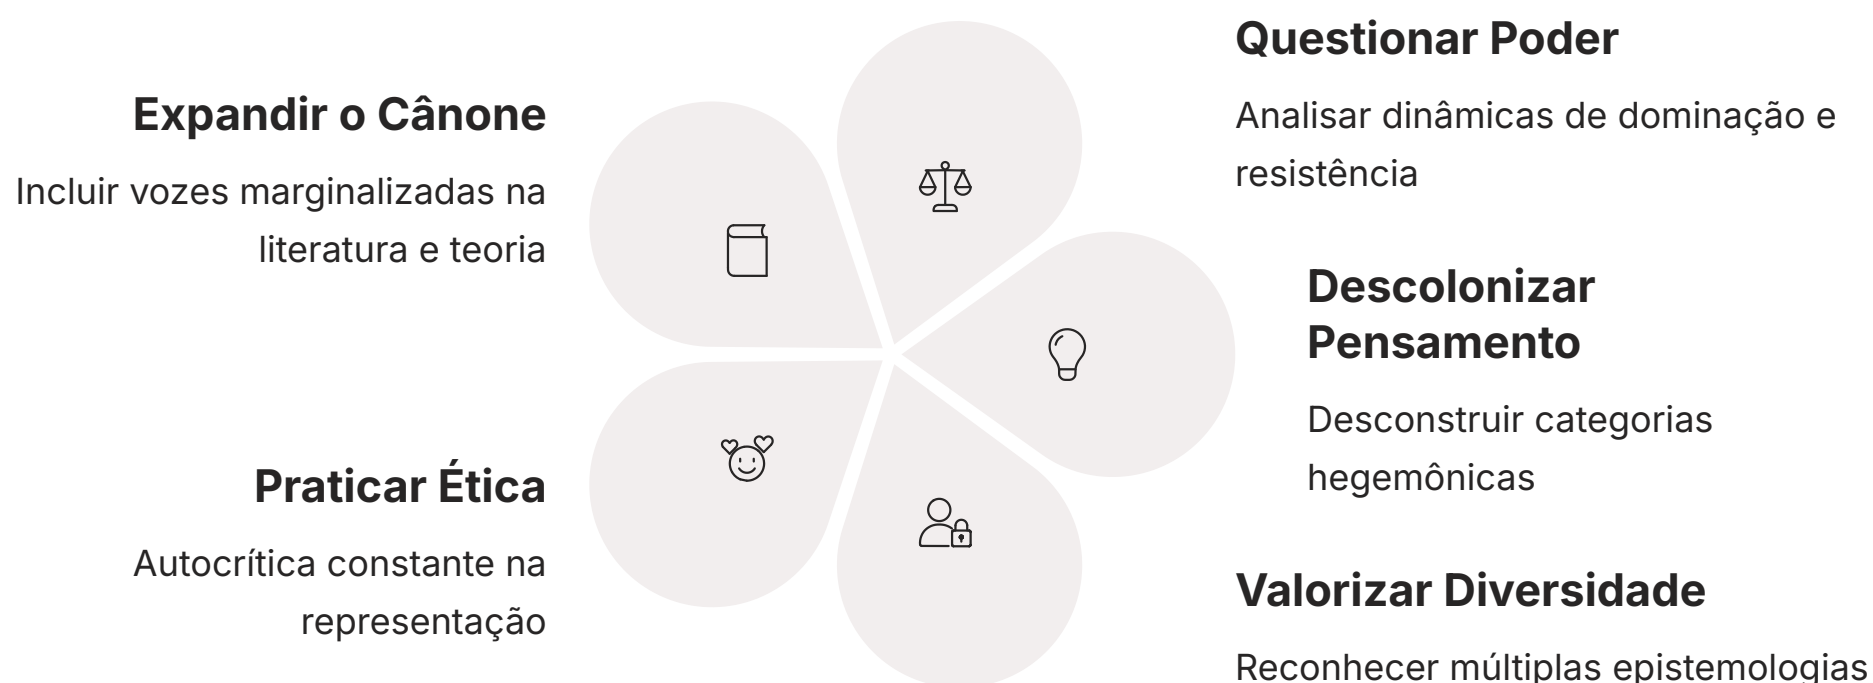 Expandir o Cânone
Incluir vozes marginalizadas na
literatura e teoria
Praticar Ética
Autocrítica constante na
representação
Questionar Poder
Analisar dinâmicas de dominação e
resistência
Descolonizar
Pensamento
Desconstruir categorias
hegemônicas
Valorizar Diversidade
Reconhecer múltiplas epistemologias